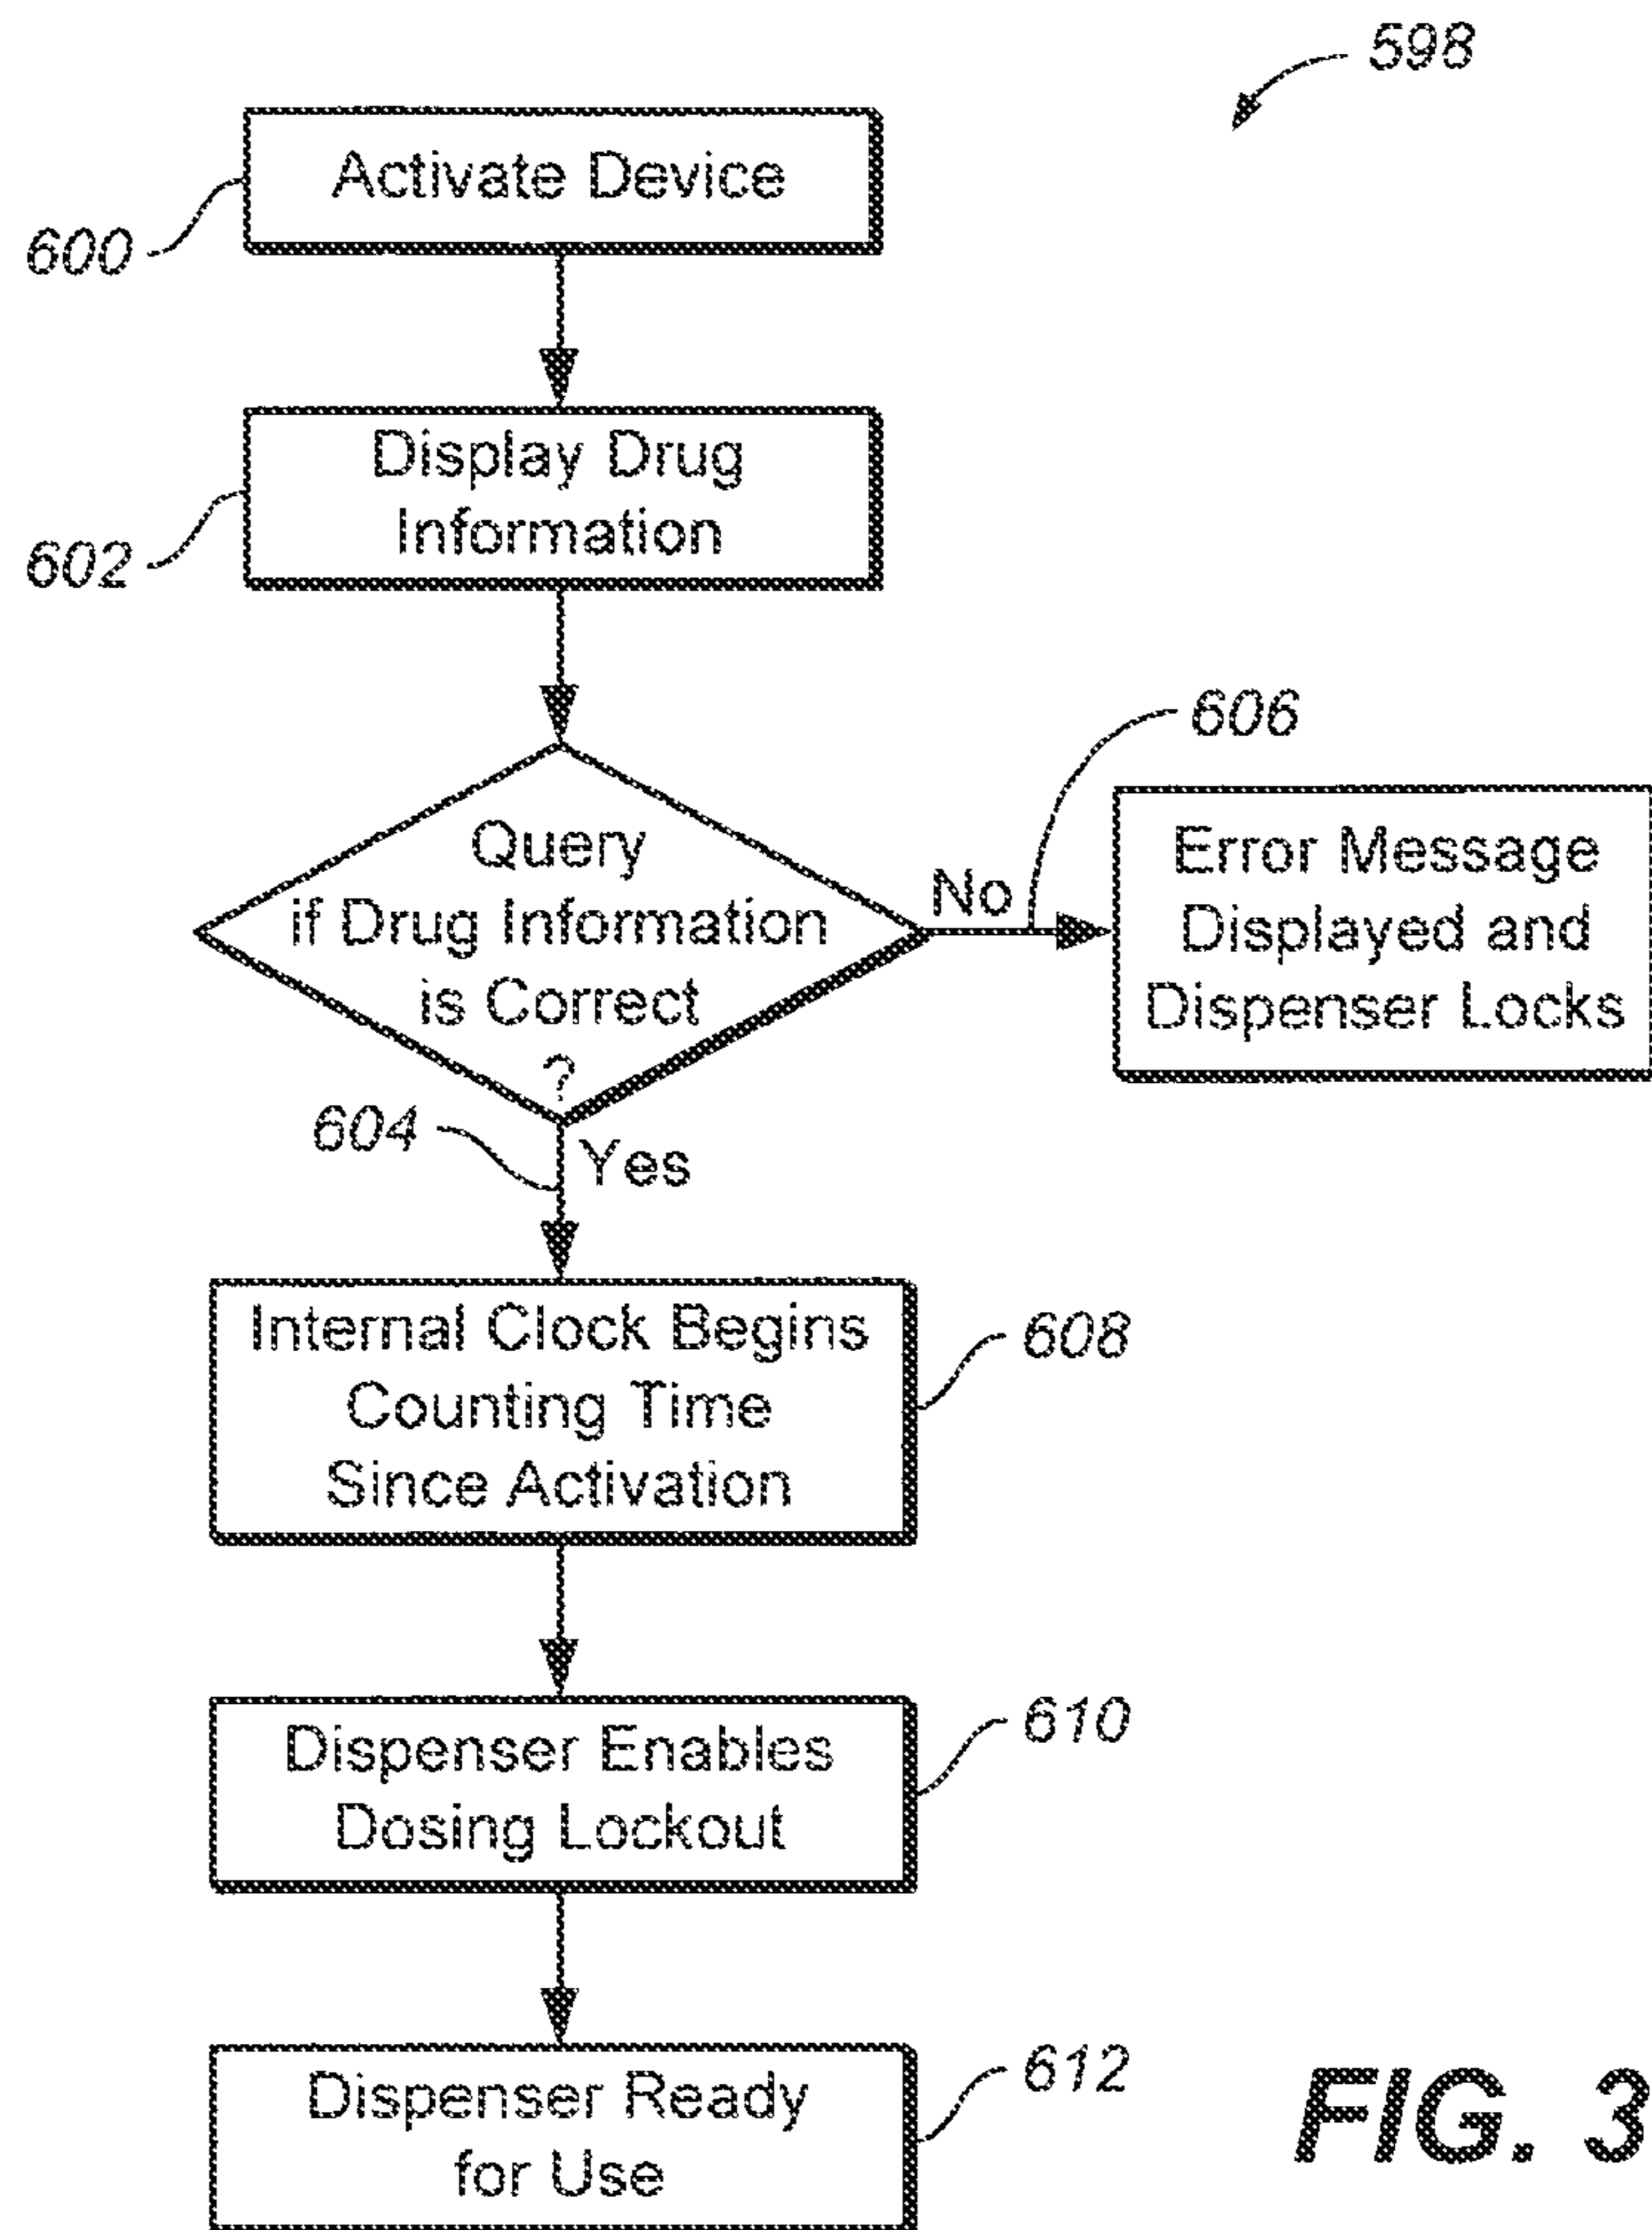 598
Activate Device
600
Display Drug
Information
602
606
Query
if Drug Information
is Correct
?
No
Error Message
Displayed and
Dispenser Locks
604
Yes
Internal Clock Begins
Counting Time
Since Activation
608
Dispenser Enables
Dosing Lockout
610
Dispenser Ready
for Use
612
FIG. 3